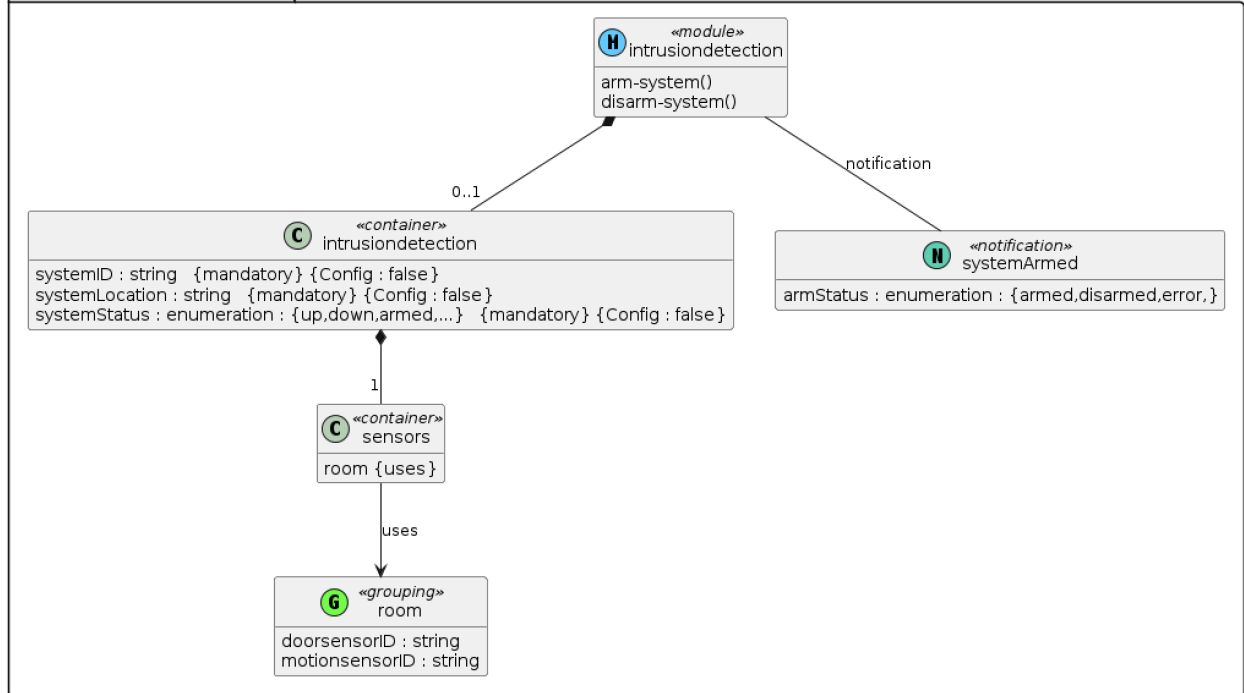 «module»
M
intrusiondetection
arm-system()
disarm-system()
notification
0..1
«container»
C
intrusiondetection
systemID : string   {mandatory} {Config : false}
systemLocation : string   {mandatory} {Config : false}
systemStatus : enumeration : {up,down,armed,...}   {mandatory} {Config : false}
«notification»
N
systemArmed
armStatus : enumeration : {armed,disarmed,error,}
1
«container»
C
sensors
room {uses}
uses
«grouping»
G
room
doorsensorID : string
motionsensorID : string